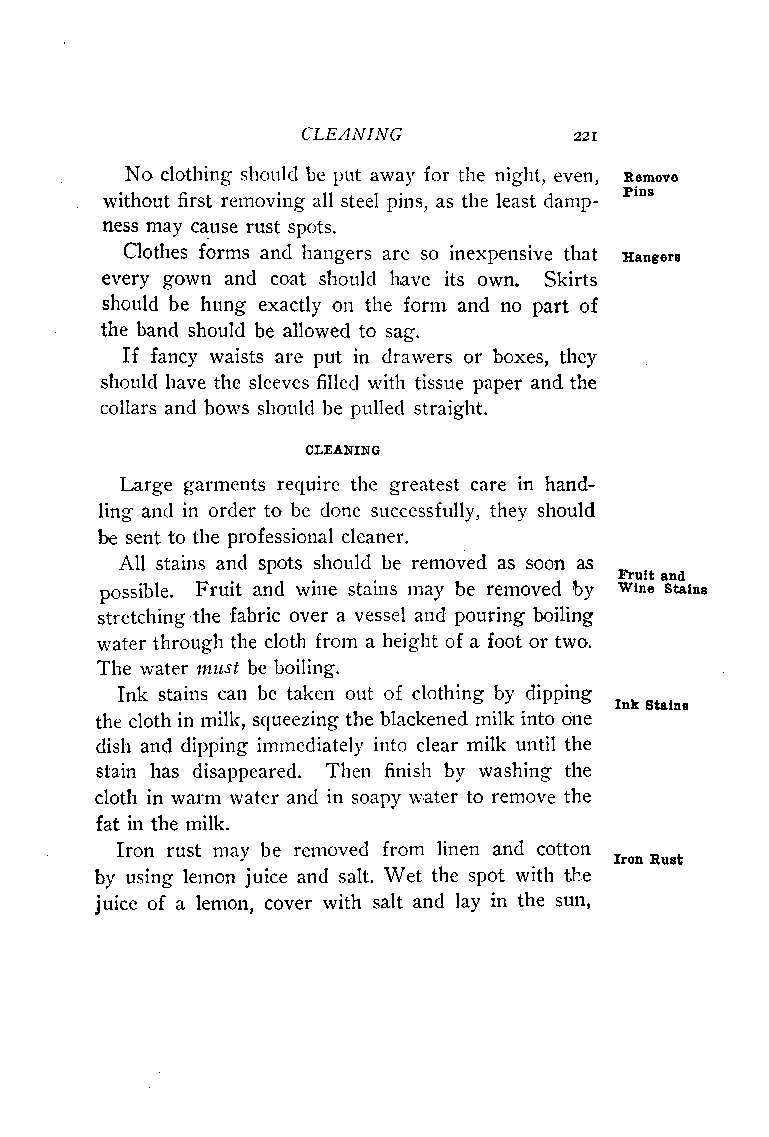 CLEANING 221
No clothing should be put away for the night, even,
Remove
Pins
without first removing all steel pins, as the least damp-
ness may cause rust spots.
Clothes forms and hangers are so inexpensive that
Hangers
every gown and coat should have its own. Skirts
should be hung exactly on the form and no part of
the band should be allowed to sag.
If fancy waists are put in drawers or boxes, they
should have the sleeves filled with tissue paper and the
collars and bows should be pulled straight.
CLEANING
Large garments require the greatest care in hand-
ling and in order to be done successfully, they should
be sent to the professional cleaner.
All stains and spots should be removed as soon as
Fruit and
Wine Stains
possible. Fruit and wine stains may be removed by
stretching the fabric over a vessel and pouring boiling
water through the cloth from a height of a foot or two.
The water must be boiling.
Ink stains can be taken out of clothing by dipping
Ink Stains
the cloth in milk, squeezing the blackened milk into one
dish and dipping immediately into clear milk until the
stain has disappeared. Then finish by washing the
cloth in warm water and in soapy water to remove the
fat in the milk.
Iron rust may be removed from linen and cotton
Iron Rust
by using lemon juice and salt. Wet the spot with the
juice of a lemon, cover with salt and lay in the sun,